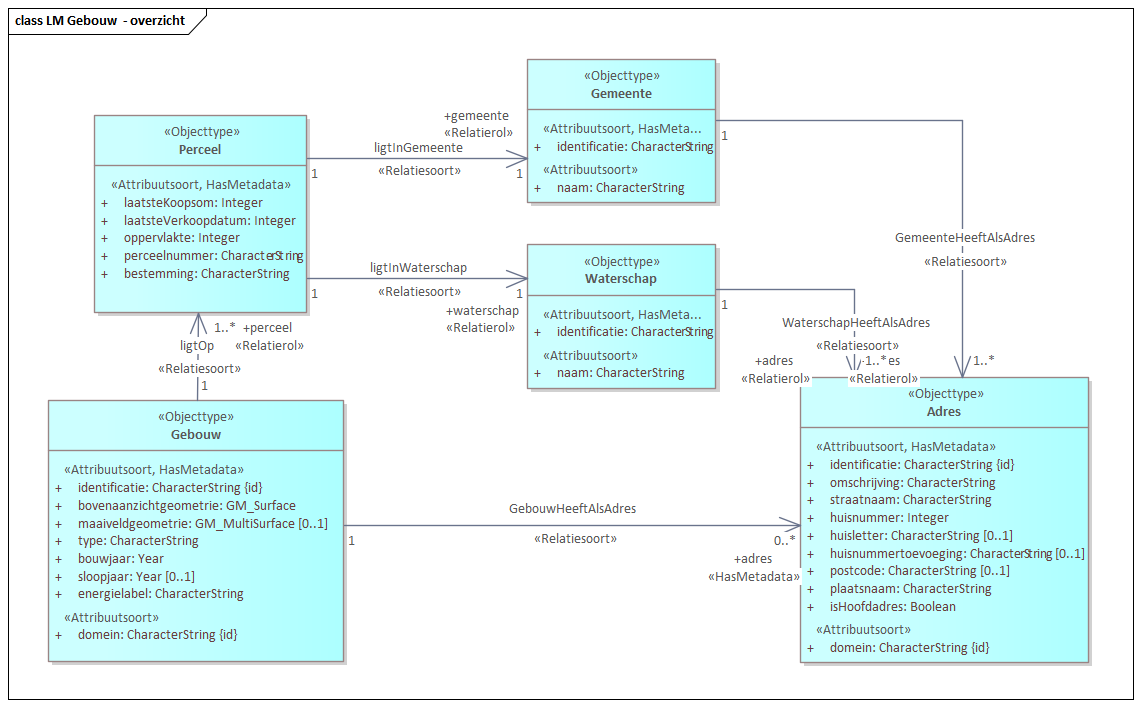 class LM Gebouw - overzicht
«Objecttype»
Gemeente
«Attribuutsoort, HasMeta...
+ identificatie: CharacterString
«Attribuutsoort»
+ naam: CharacterString
«Objecttype»
Perceel
«Attribuutsoort, HasMetadata»
+ laatsteKoopsom: Integer
+ laatsteVerkoopdatum: Integer
+ oppervlakte: Integer
+ perceelnummer: CharacterString
+ bestemming: CharacterString
+gemeente
«Relatierol»
ligtInGemeente
«Relatiesoort»
1
1
ligtInWaterschap
«Relatiesoort»
1
1
+waterschap
«Relatierol»
«Objecttype»
Waterschap
«Attribuutsoort, HasMeta...
+ identificatie: CharacterString
«Attribuutsoort»
+ naam: CharacterString
1
GemeenteHeeftAlsAdres
«Relatiesoort»
1..*
1
WaterschapHeeftAlsAdres
«Relatiesoort»
+adres
«Relatierol»
1..*
es
«Relatierol»
1..*
+perceel
«Relatierol»
ligtOp
«Relatiesoort»
1
«Objecttype»
Gebouw
«Attribuutsoort, HasMetadata»
+ identificatie: CharacterString {id}
+ bovenaanzichtgeometrie: GM_Surface
+ maaiveldgeometrie: GM_MultiSurface [0..1]
+ type: CharacterString
+ bouwjaar: Year
+ sloopjaar: Year [0..1]
+ energielabel: CharacterString
«Attribuutsoort»
+ domein: CharacterString {id}
GebouwHeeftAlsAdres
«Relatiesoort»
1
0..*
+adres
«HasMetadata»
«Objecttype»
Adres
«Attribuutsoort, HasMetadata»
+ identificatie: CharacterString {id}
+ omschrijving: CharacterString
+ straatnaam: CharacterString
+ huisnummer: Integer
+ huisletter: CharacterString [0..1]
+ huisnummertoevoeging: CharacterString [0..1]
+ postcode: CharacterString [0..1]
+ plaatsnaam: CharacterString
+ isHoofdadres: Boolean
«Attribuutsoort»
+ domein: CharacterString {id}